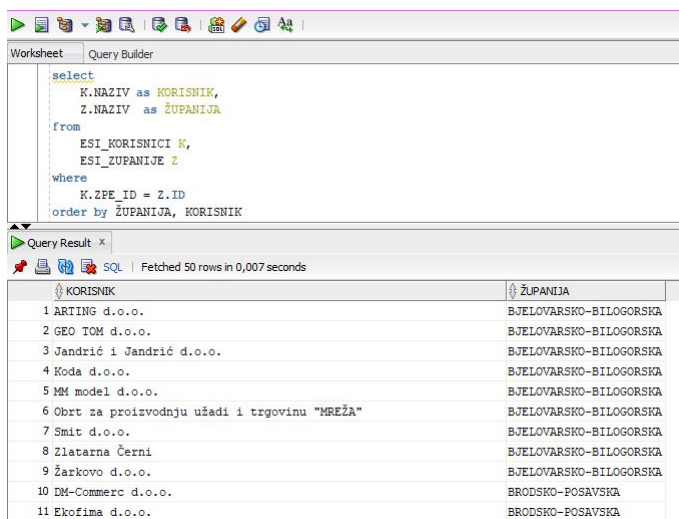 Worksheet Query Builder
select
K.NAZIV as KORISNIK,
Z.NAZIV as ŽUPANIJA
from
ESI_KORISNICI K,
ESI_ZUPANIJE Z
where
K.ZPE_ID = Z.ID
order by ŽUPANIJA, KORISNIK
Query Result x
SQL | Fetched 50 rows in 0,007 seconds
KORISNIK ŽUPANIJA
1 ARTING d.o.o. BJELOVARSKO-BILOGORSKA
2 GEO TOM d.o.o. BJELOVARSKO-BILOGORSKA
3 Jandrić i Jandrić d.o.o. BJELOVARSKO-BILOGORSKA
4 Koda d.o.o. BJELOVARSKO-BILOGORSKA
5 MM model d.o.o. BJELOVARSKO-BILOGORSKA
6 Obrt za proizvodnju užadi i trgovinu "MREŽA" BJELOVARSKO-BILOGORSKA
7 Smit d.o.o. BJELOVARSKO-BILOGORSKA
8 Zlatarna Černi BJELOVARSKO-BILOGORSKA
9 Žarkovo d.o.o. BJELOVARSKO-BILOGORSKA
10 DM-Commerc d.o.o. BRODSKO-POSAVSKA
11 Ekofima d.o.o. BRODSKO-POSAVSKA